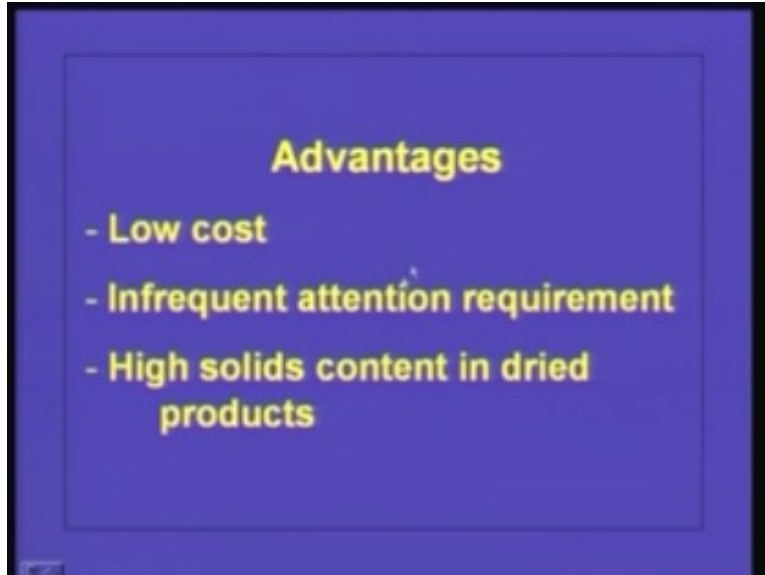 Advantages
- Low cost
- Infrequent attention requirement
- High solids content in dried
products